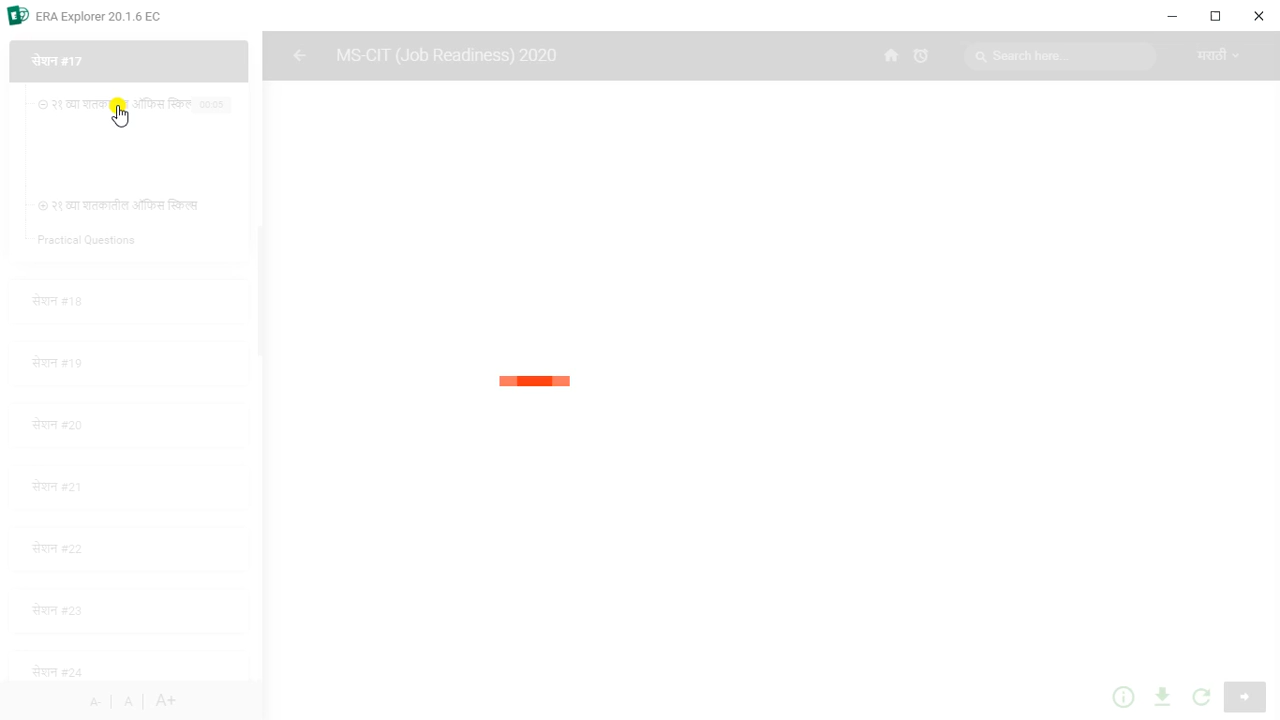 ERA Explorer 20.1.6 EC
सेशन #17
MS-CIT (Job Readiness) 2020
Search here...
मराठी
२१ व्या ऑफिस 00:05
२१ व्या शतकातील ऑफिस स्किल्स
Practical Questions
सेशन #18
सेशन #19
सेशन #20
सेशन #21
सेशन #22
सेशन #23
सेशन #24
A- | A | A+